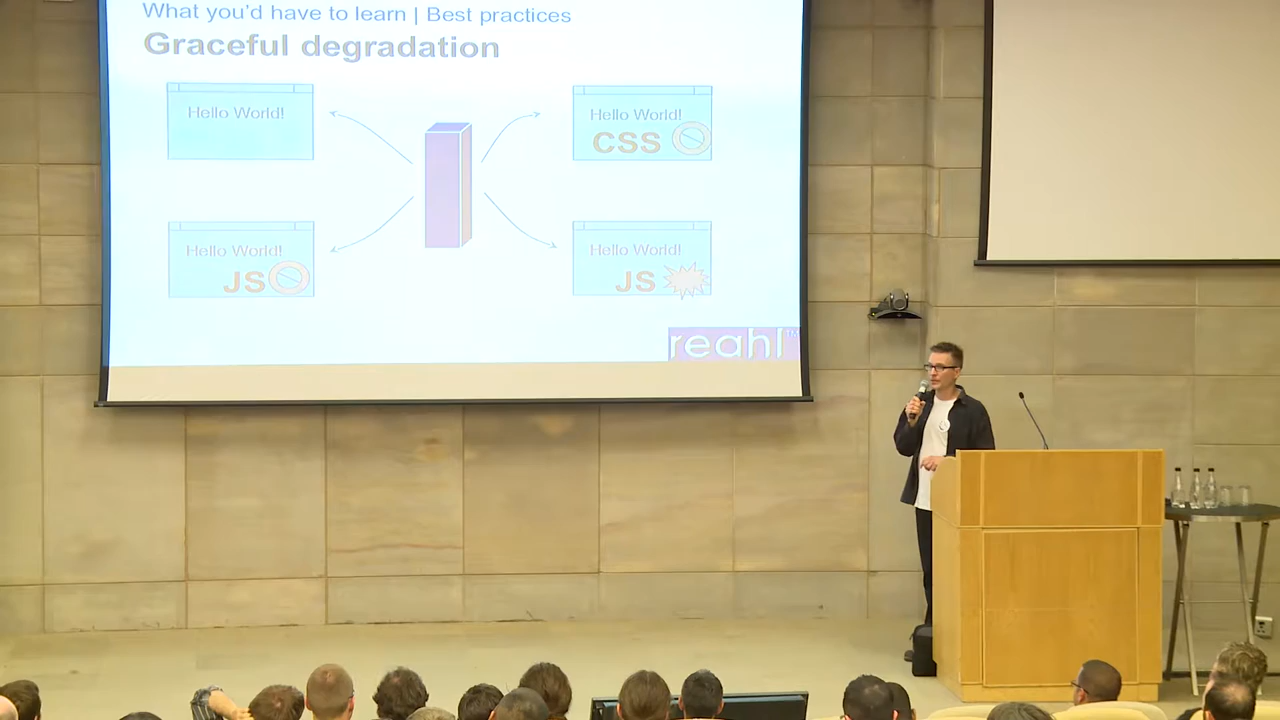 What you'd have to learn | Best practices
Graceful degradation
Hello World!
Hello World!
CSS
Hello World!
JS
Hello World!
JS
reahl™